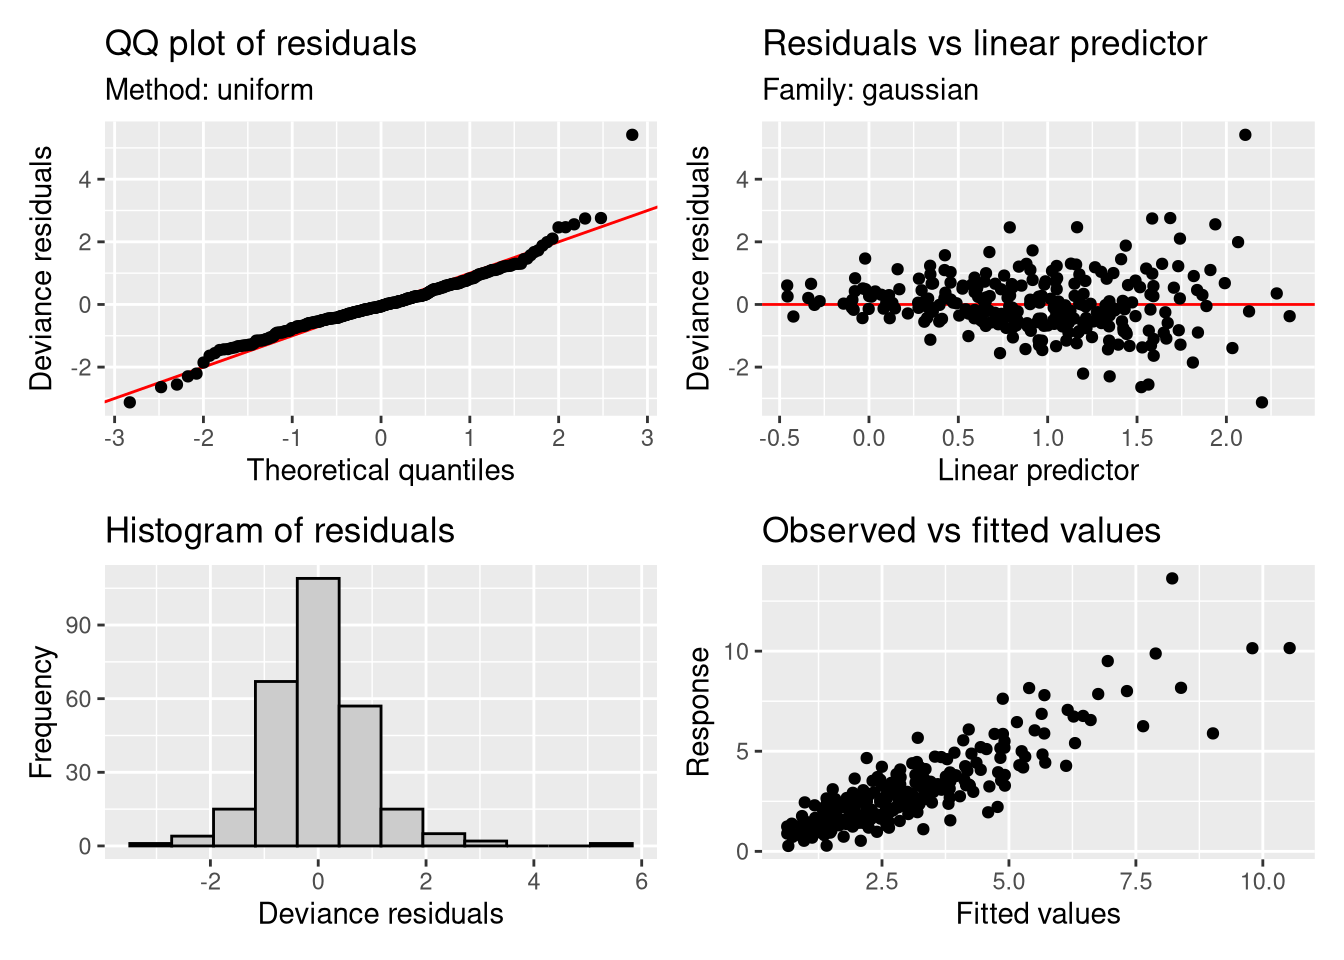 QQ plot of residuals
Method: uniform
Deviance residuals
4
2
0
-2
-3
-2
-1
0
1
2
3
Theoretical quantiles
Residuals vs linear predictor
Family: gaussian
Deviance residuals
4
2
0
-2
-0.5
0.0
0.5
1.0
1.5
2.0
Linear predictor
Histogram of residuals
Frequency
90
60
30
0
-2
0
2
4
6
Deviance residuals
Observed vs fitted values
Response
10
5
0
2.5
5.0
7.5
10.0
Fitted values